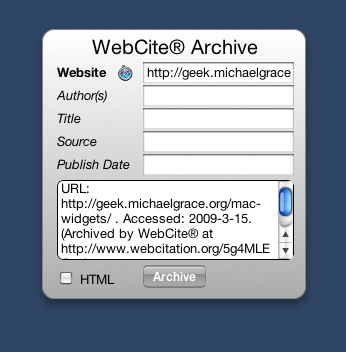 WebCite® Archive
Website http://geek.michaelgrace
Author(s)
Title
Source
Publish Date
URL:
http://geek.michaelgrace.org/mac-
widgets/ . Accessed: 2009-3-15.
(Archived by WebCite® at
http://www.webcitation.org/5g4MLE
HTML Archive